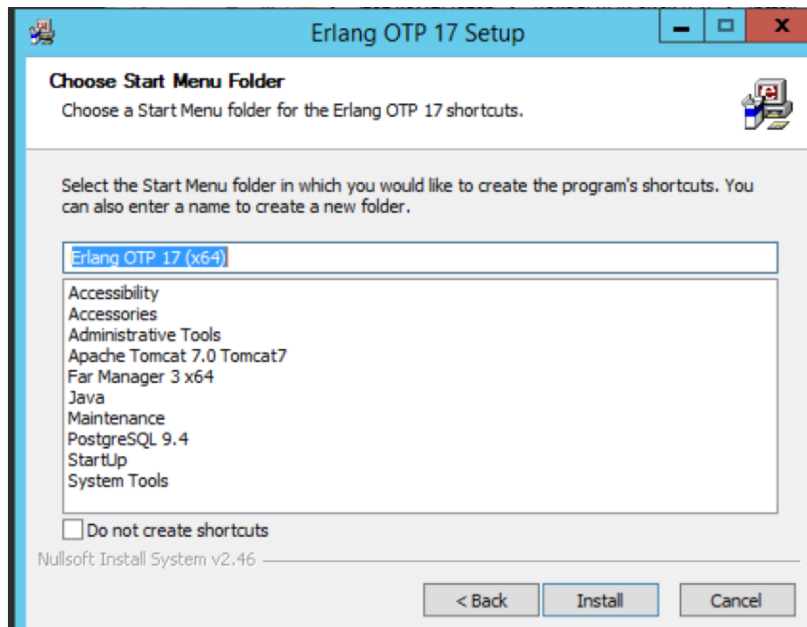 Erlang OTP 17 Setup
Choose Start Menu Folder
Choose a Start Menu folder for the Erlang OTP 17 shortcuts.
Select the Start Menu folder in which you would like to create the program's shortcuts. You
can also enter a name to create a new folder.
Erlang OTP 17 (x64)
Accessibility
Accessories
Administrative Tools
Apache Tomcat 7.0 Tomcat7
Far Manager 3 x64
Java
Maintenance
PostgreSQL 9.4
StartUp
System Tools
Do not create shortcuts
Nullsoft Install System v2.46
< Back Install Cancel